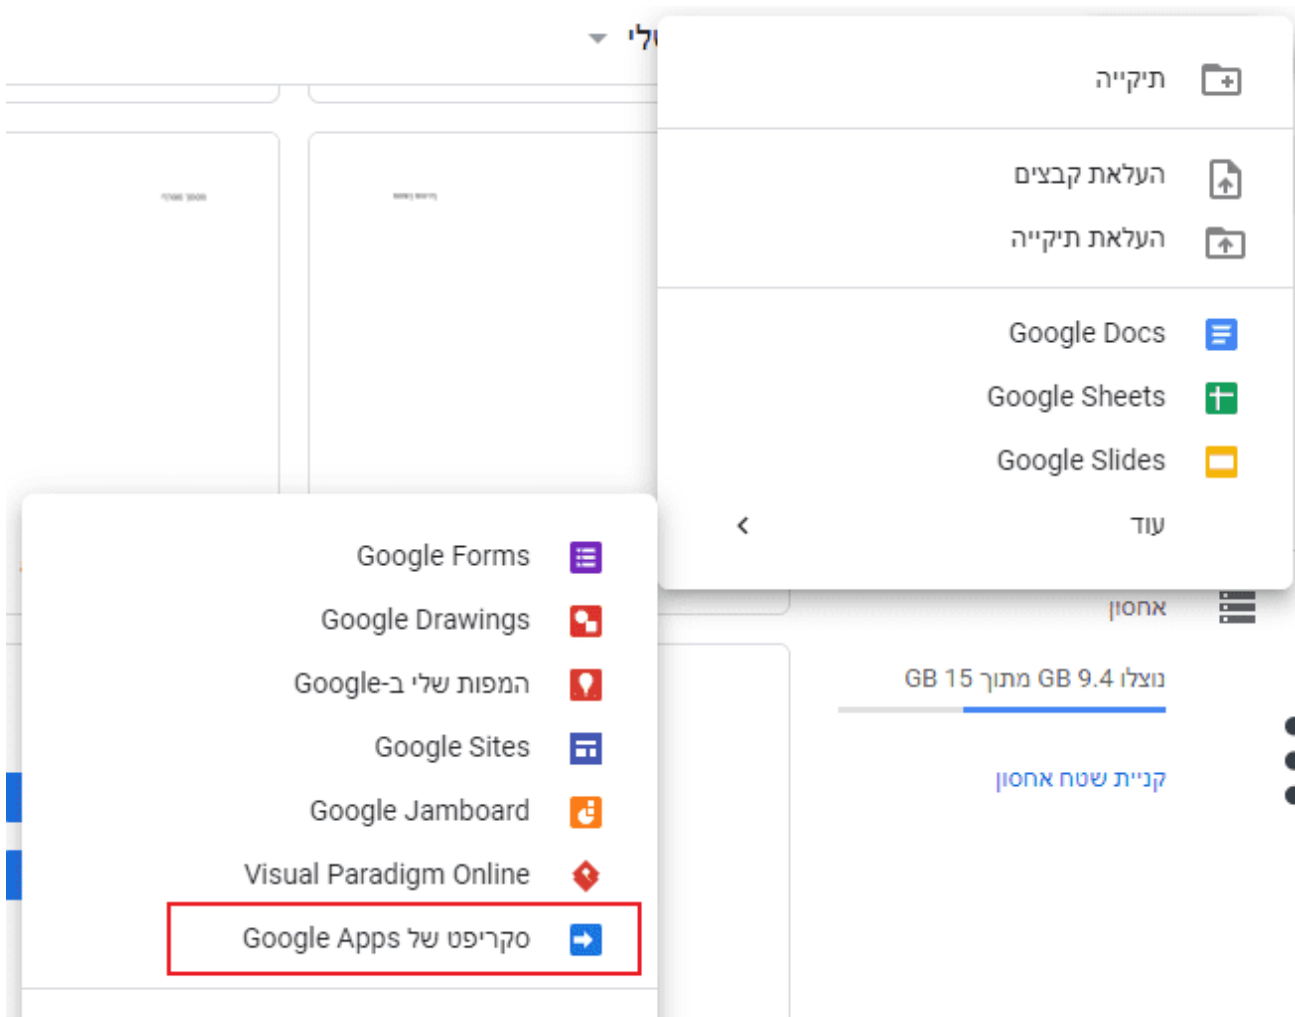 תיקייה
העלאת קבצים
העלאת תיקייה
Google Docs
Google Sheets
Google Slides
עוד
Google Forms
Google Drawings
המפות שלי ב-Google
Google Sites
Google Jamboard
Visual Paradigm Online
סקריפט של Google Apps
אחסון
נוצלו 9.4 GB מתוך 15 GB
קניית שטח אחסון